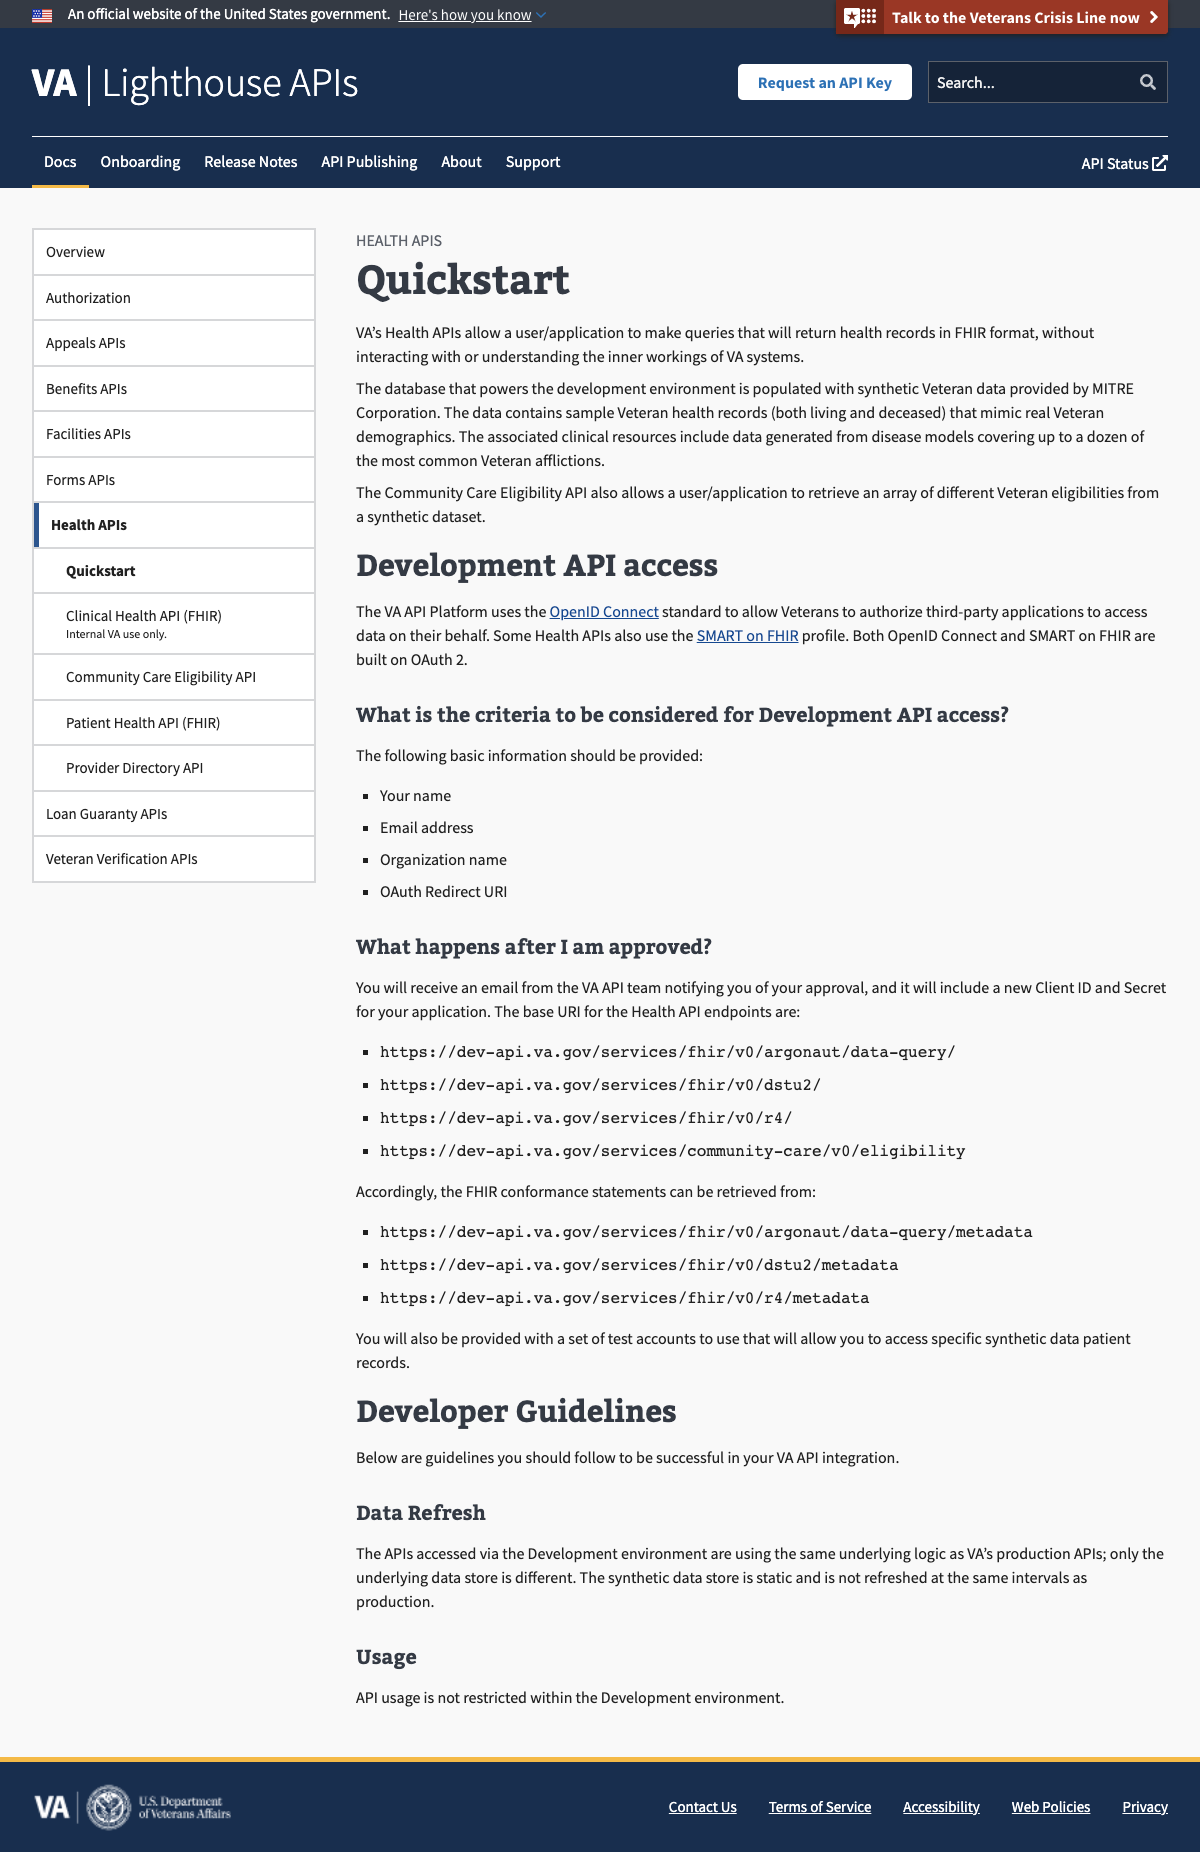 An official website of the United States government. Here's how you know
Talk to the Veterans Crisis Line now
VA | Lighthouse APIs
Request an API Key
Search...
Docs
Onboarding
Release Notes
API Publishing
About
Support
API Status
Overview
Authorization
Appeals APIs
Benefits APIs
Facilities APIs
Forms APIs
Health APIs
Quickstart
Clinical Health API (FHIR)
Internal VA use only.
Community Care Eligibility API
Patient Health API (FHIR)
Provider Directory API
Loan Guaranty APIs
Veteran Verification APIs
HEALTH APIS
Quickstart
VA’s Health APIs allow a user/application to make queries that will return health records in FHIR format, without
interacting with or understanding the inner workings of VA systems.
The database that powers the development environment is populated with synthetic Veteran data provided by MITRE
Corporation. The data contains sample Veteran health records (both living and deceased) that mimic real Veteran
demographics. The associated clinical resources include data generated from disease models covering up to a dozen of
the most common Veteran afflictions.
The Community Care Eligibility API also allows a user/application to retrieve an array of different Veteran eligibilities from
a synthetic dataset.
Development API access
The VA API Platform uses the OpenID Connect standard to allow Veterans to authorize third-party applications to access
data on their behalf. Some Health APIs also use the SMART on FHIR profile. Both OpenID Connect and SMART on FHIR are
built on OAuth 2.
What is the criteria to be considered for Development API access?
The following basic information should be provided:
Your name
Email address
Organization name
OAuth Redirect URI
What happens after I am approved?
You will receive an email from the VA API team notifying you of your approval, and it will include a new Client ID and Secret
for your application. The base URI for the Health API endpoints are:
https://dev-api.va.gov/services/fhir/v0/argonaut/data-query/
https://dev-api.va.gov/services/fhir/v0/dstu2/
https://dev-api.va.gov/services/fhir/v0/r4/
https://dev-api.va.gov/services/community-care/v0/eligibility
Accordingly, the FHIR conformance statements can be retrieved from:
https://dev-api.va.gov/services/fhir/v0/argonaut/data-query/metadata
https://dev-api.va.gov/services/fhir/v0/dstu2/metadata
https://dev-api.va.gov/services/fhir/v0/r4/metadata
You will also be provided with a set of test accounts to use that will allow you to access specific synthetic data patient
records.
Developer Guidelines
Below are guidelines you should follow to be successful in your VA API integration.
Data Refresh
The APIs accessed via the Development environment are using the same underlying logic as VA’s production APIs; only the
underlying data store is different. The synthetic data store is static and is not refreshed at the same intervals as
production.
Usage
API usage is not restricted within the Development environment.
VA
U.S. Department
of Veterans Affairs
Contact Us
Terms of Service
Accessibility
Web Policies
Privacy